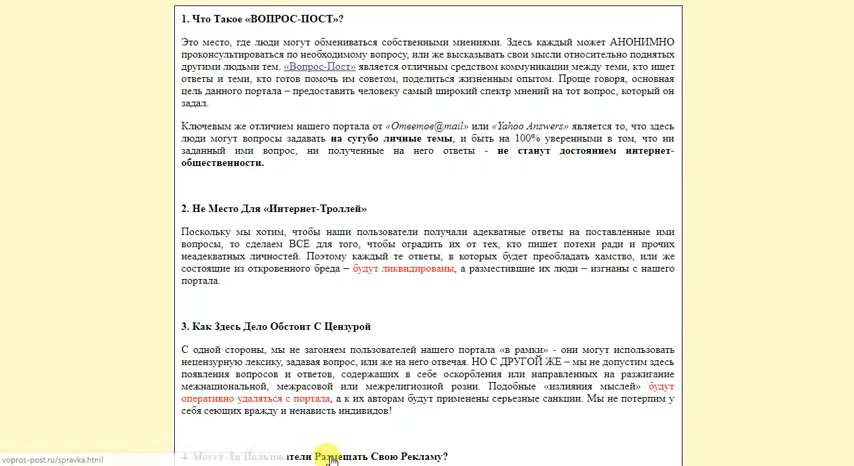 1. Что Такое «ВОПРОС-ПОСТ»?
Это место, где люди могут обмениваться собственными мнениями. Здесь каждый может АНОНИМНО
проконсультироваться по необходимому вопросу, или же высказывать свои мысли относительно поднятых
другими людьми тем. «Вопрос-Пост» является отличным средством коммуникации между теми, кто ищет
ответы и теми, кто готов помочь им советом, поделиться жизненным опытом. Проще говоря, основная
цель данного портала – предоставить человеку самый широкий спектр мнений на тот вопрос, который он
задал.
Ключевым же отличием нашего портала от «Ответов@mail» или «Yahoo Answers» является то, что здесь
люди могут вопросы задавать на сугубо личные темы, и быть на 100% уверенными в том, что ни
заданный ими вопрос, ни полученные на него ответы - не станут достоянием интернет-
общественности.
2. Не Место Для «Интернет-Троллей»
Поскольку мы хотим, чтобы наши пользователи получали адекватные ответы на поставленные ими
вопросы, то сделаем ВСЕ для того, чтобы оградить их от тех, кто пишет потехи ради и прочих
неадекватных личностей. Поэтому каждый те ответы, в которых будет преобладать хамство, или же
состоящие из откровенного бреда – будут ликвидированы, а разместившие их люди – изгнаны с нашего
портала.
3. Как Здесь Дело Обстоит С Цензурой
С одной стороны, мы не загоняем пользователей нашего портала «в рамки» - они могут использовать
нецензурную лексику, задавая вопрос, или же на него отвечая. НО С ДРУГОЙ ЖЕ – мы не допустим здесь
появления вопросов и ответов, содержащих в себе оскорбления или направленных на разжигание
межнациональной, межрасовой или межрелигиозной розни. Подобные «излияния мыслей» будут
оперативно удаляться с портала, а к их авторам будут применены серьезные санкции. Мы не потерпим у
себя сеющих вражду и ненависть индивидов!
4. Могут Ли Пользователи Размещать Свою Рекламу?
vopros-post.ru/spravka.html